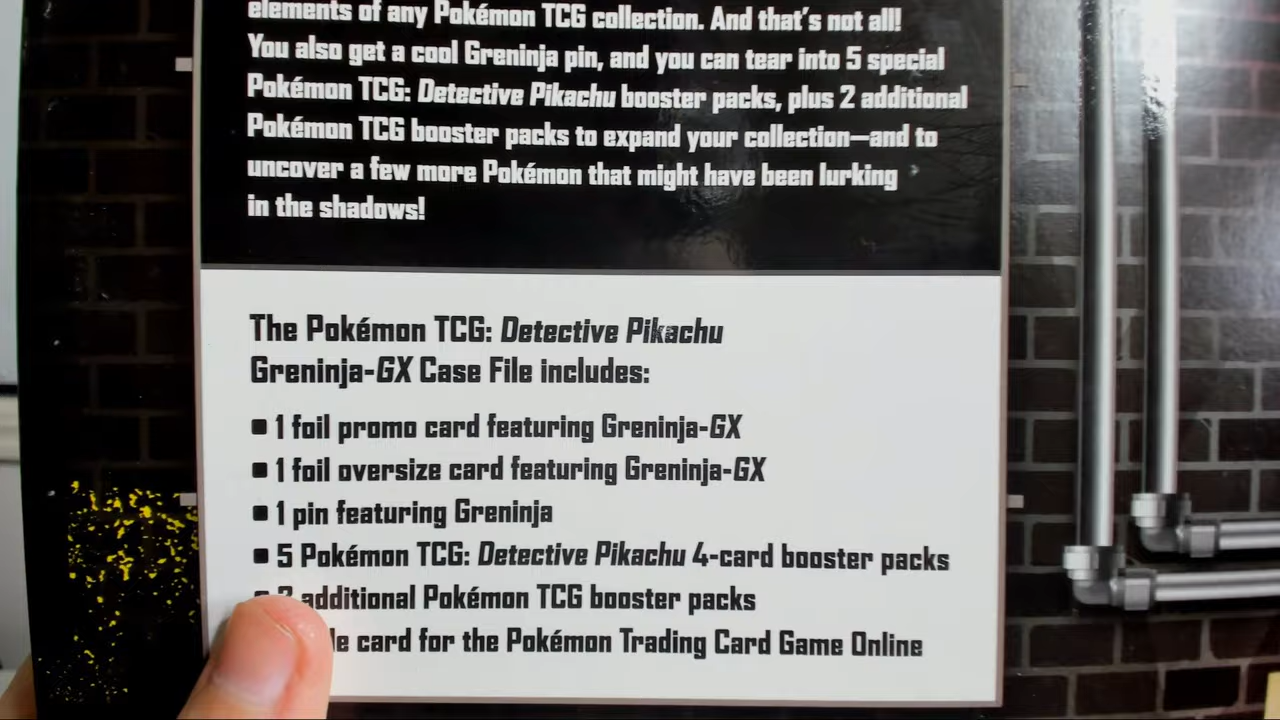 elements of any Pokémon TCG collection. And that's not all!
You also get a cool Greninja pin, and you can tear into 5 special
Pokémon TCG: Detective Pikachu booster packs, plus 2 additional
Pokémon TCG booster packs to expand your collection—and to
uncover a few more Pokémon that might have been lurking
in the shadows!
The Pokémon TCG: Detective Pikachu
Greninja-GX Case File includes:
■ 1 foil promo card featuring Greninja-GX
■ 1 foil oversize card featuring Greninja-GX
■ 1 pin featuring Greninja
■ 5 Pokémon TCG: Detective Pikachu 4-card booster packs
■ 2 additional Pokémon TCG booster packs
card for the Pokémon Trading Card Game Online